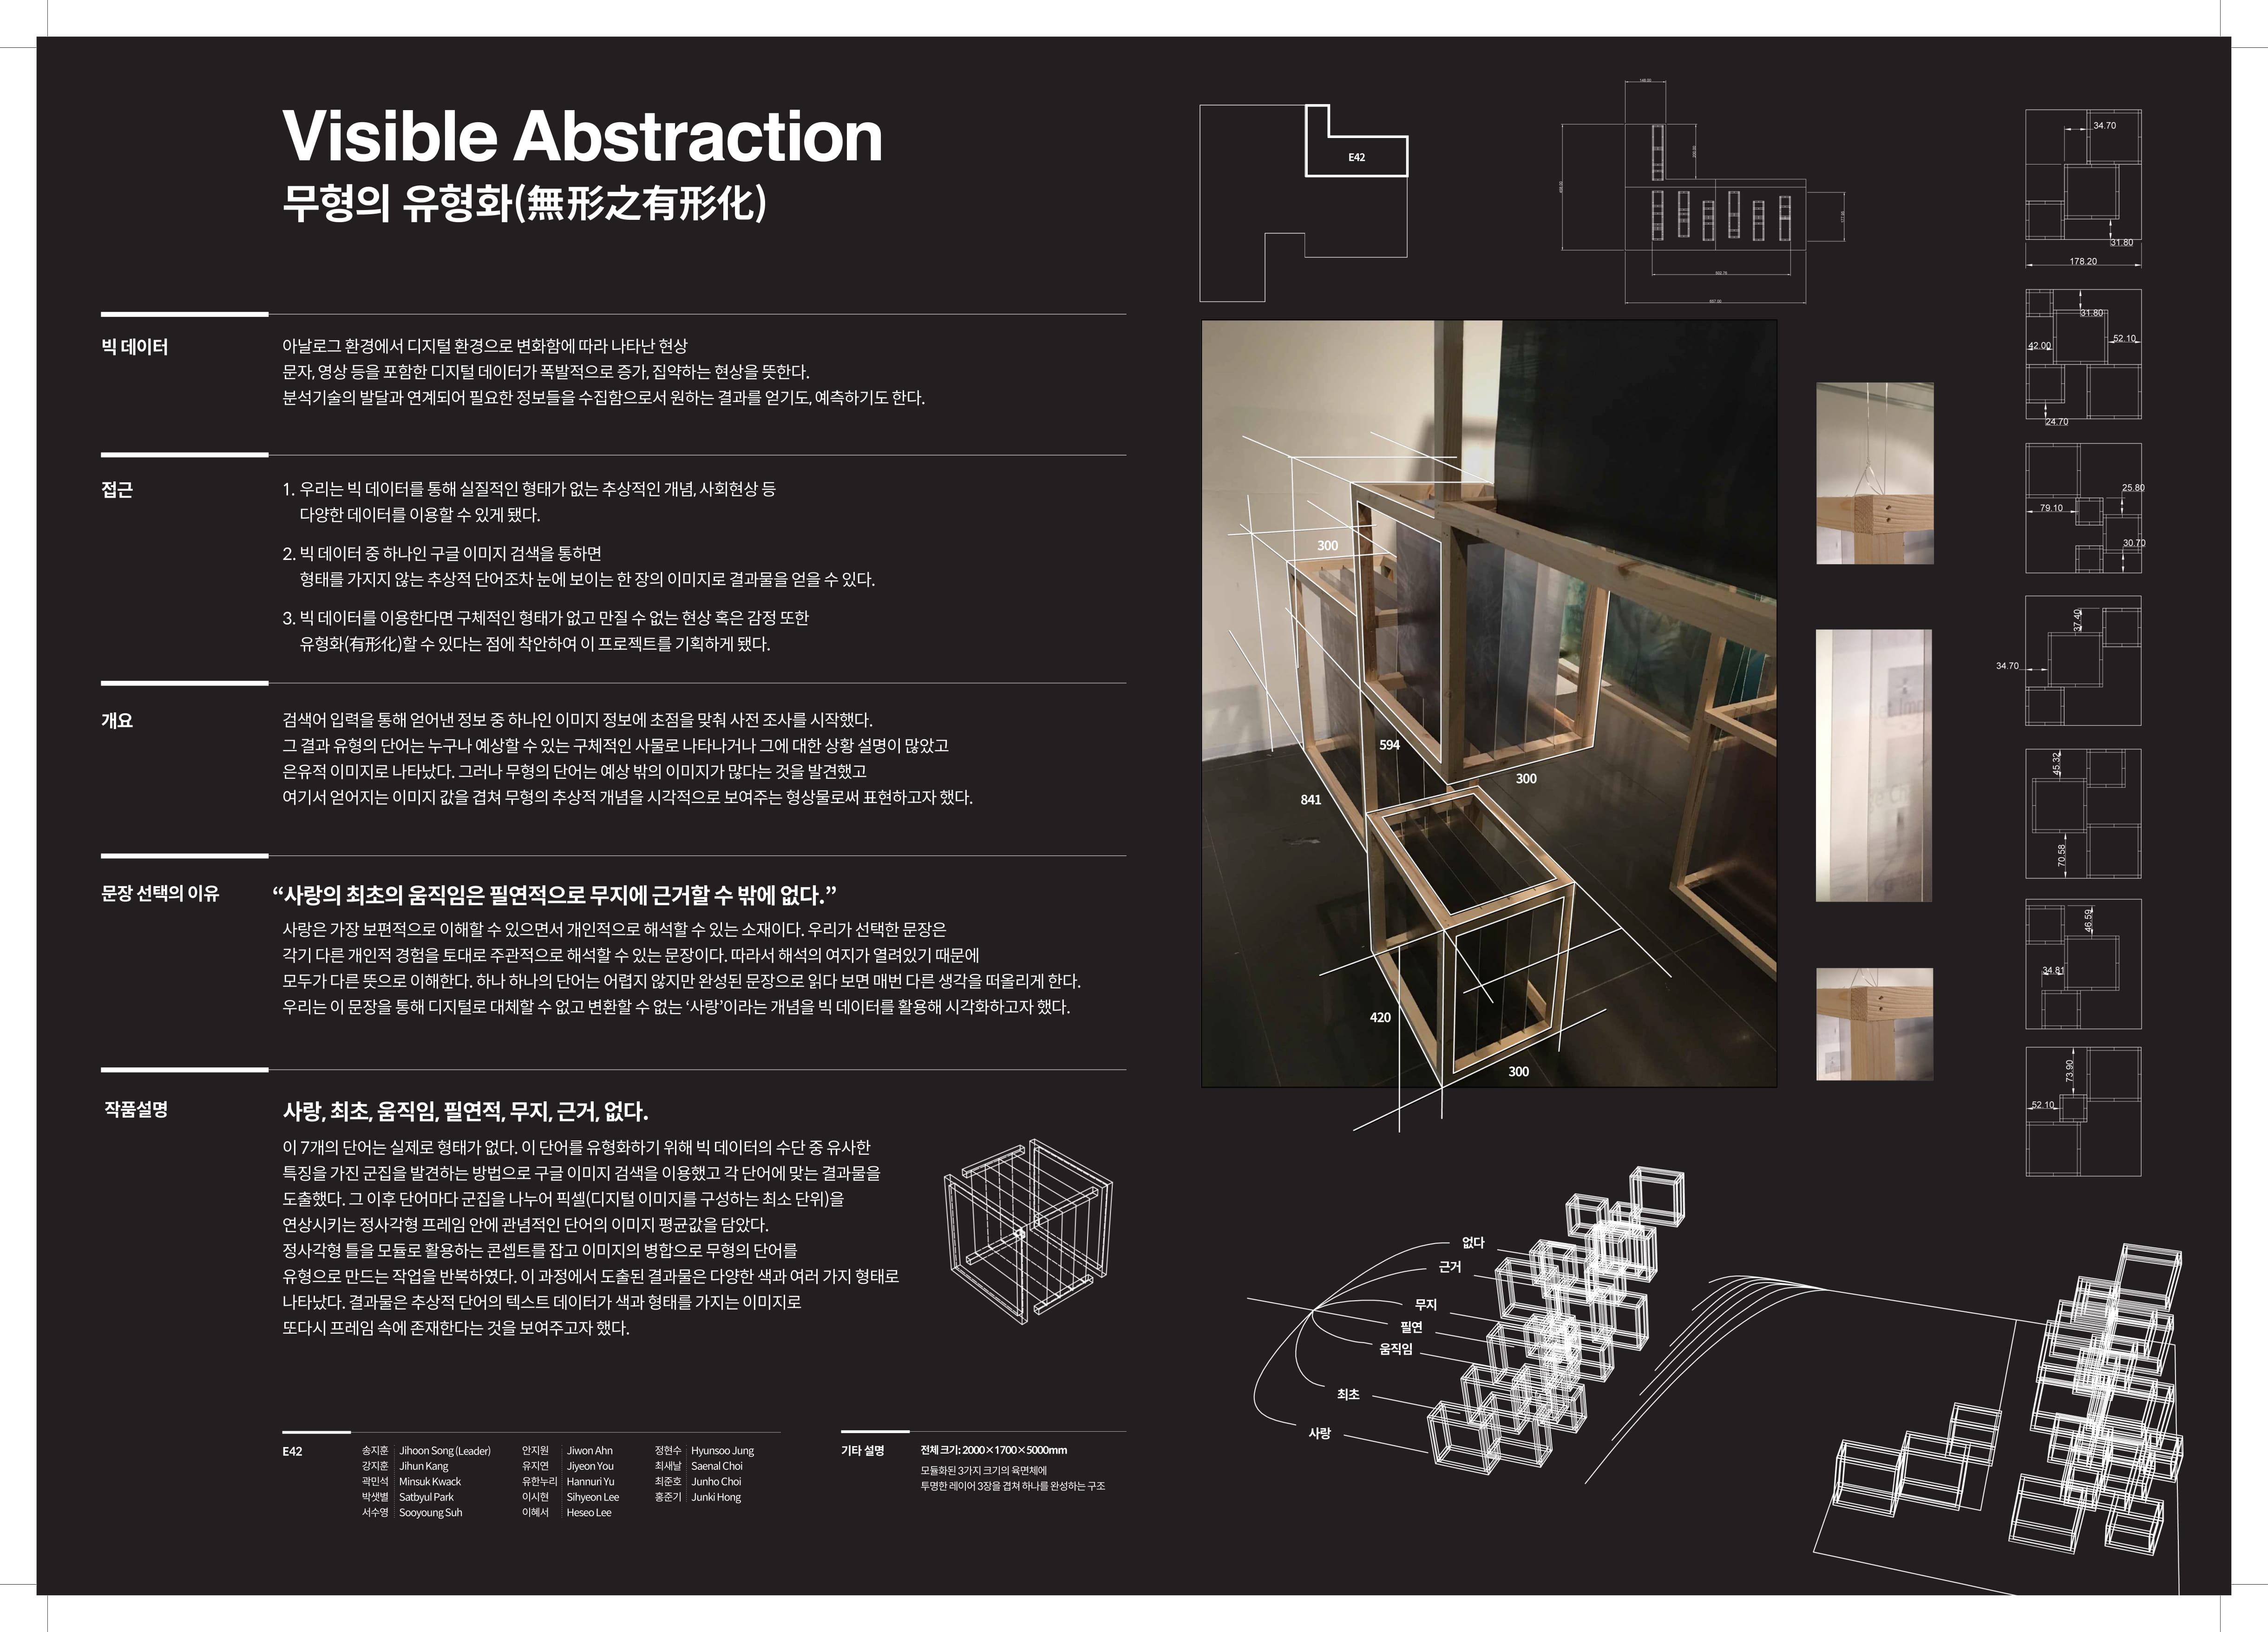 Visible Abstraction
무형의 유형화(無形之有形化)
빅 데이터
아날로그 환경에서 디지털 환경으로 변화함에 따라 나타난 현상
문자, 영상 등을 포함한 디지털 데이터가 폭발적으로 증가, 집약하는 현상을 뜻한다.
분석기술의 발달과 연계되어 필요한 정보들을 수집함으로서 원하는 결과를 얻기도, 예측하기도 한다.
접근
1. 우리는 빅 데이터를 통해 실질적인 형태가 없는 추상적인 개념, 사회현상 등
다양한 데이터를 이용할 수 있게 됐다.
2. 빅 데이터 중 하나인 구글 이미지 검색을 통하면
형태를 가지지 않는 추상적 단어조차 눈에 보이는 한 장의 이미지로 결과물을 얻을 수 있다.
3. 빅 데이터를 이용한다면 구체적인 형태가 없고 만질 수 없는 현상 혹은 감정 또한
유형화(有形化)할 수 있다는 점에 착안하여 이 프로젝트를 기획하게 됐다.
개요
검색어 입력을 통해 얻어낸 정보 중 하나인 이미지 정보에 초점을 맞춰 사전 조사를 시작했다.
그 결과 유형의 단어는 누구나 예상할 수 있는 구체적인 사물로 나타나거나 그에 대한 상황 설명이 많았고
은유적 이미지로 나타났다. 그러나 무형의 단어는 예상 밖의 이미지가 많다는 것을 발견했고
여기서 얻어지는 이미지 값을 겹쳐 무형의 추상적 개념을 시각적으로 보여주는 형상물로써 표현하고자 했다.
문장 선택의 이유
“사랑의 최초의 움직임은 필연적으로 무지에 근거할 수 밖에 없다.”
사랑은 가장 보편적으로 이해할 수 있으면서 개인적으로 해석할 수 있는 소재이다. 우리가 선택한 문장은
각기 다른 개인적 경험을 토대로 주관적으로 해석할 수 있는 문장이다. 따라서 해석의 여지가 열려있기 때문에
모두가 다른 뜻으로 이해한다. 하나 하나의 단어는 어렵지 않지만 완성된 문장으로 읽다 보면 매번 다른 생각을 떠올리게 한다.
우리는 이 문장을 통해 디지털로 대체할 수 없고 변환할 수 없는 ‘사랑’이라는 개념을 빅 데이터를 활용해 시각화하고자 했다.
작품설명
사랑, 최초, 움직임, 필연적, 무지, 근거, 없다.
이 7개의 단어는 실제로 형태가 없다. 이 단어를 유형화하기 위해 빅 데이터의 수단 중 유사한
특징을 가진 군집을 발견하는 방법으로 구글 이미지 검색을 이용했고 각 단어에 맞는 결과물을
도출했다. 그 이후 단어마다 군집을 나누어 픽셀(디지털 이미지를 구성하는 최소 단위)을
연상시키는 정사각형 프레임 안에 관념적인 단어의 이미지 평균값을 담았다.
정사각형 틀을 모듈로 활용하는 콘셉트를 잡고 이미지의 병합으로 무형의 단어를
유형으로 만드는 작업을 반복하였다. 이 과정에서 도출된 결과물은 다양한 색과 여러 가지 형태로
나타났다. 결과물은 추상적 단어의 텍스트 데이터가 색과 형태를 가지는 이미지로
또다시 프레임 속에 존재한다는 것을 보여주고자 했다.
E42
송지훈 Jihoon Song (Leader)
강지훈 Jihun Kang
곽민석 Minsuk Kwack
박샛별 Satbyul Park
서수영 Sooyoung Suh
안지원 Jiwon Ahn
유지연 Jiyeon You
유한누리 Hannuri Yu
이시현 Sihyeon Lee
이혜서 Heseo Lee
정현수 Hyunsoo Jung
최새날 Saenal Choi
최준호 Junho Choi
홍준기 Junki Hong
기타 설명
전체 크기: 2000×1700×5000mm
모듈화된 3가지 크기의 육면체에
투명한 레이어 3장을 겹쳐 하나를 완성하는 구조
E42
300
594
300
841
420
300
34.70
31.80
178.20
31.80
42.00
52.10
24.70
25.80
79.10
30.70
37.40
34.70
45.32
70.58
46.59
34.81
73.90
52.10
없다
근거
무지
필연
움직임
최초
사랑